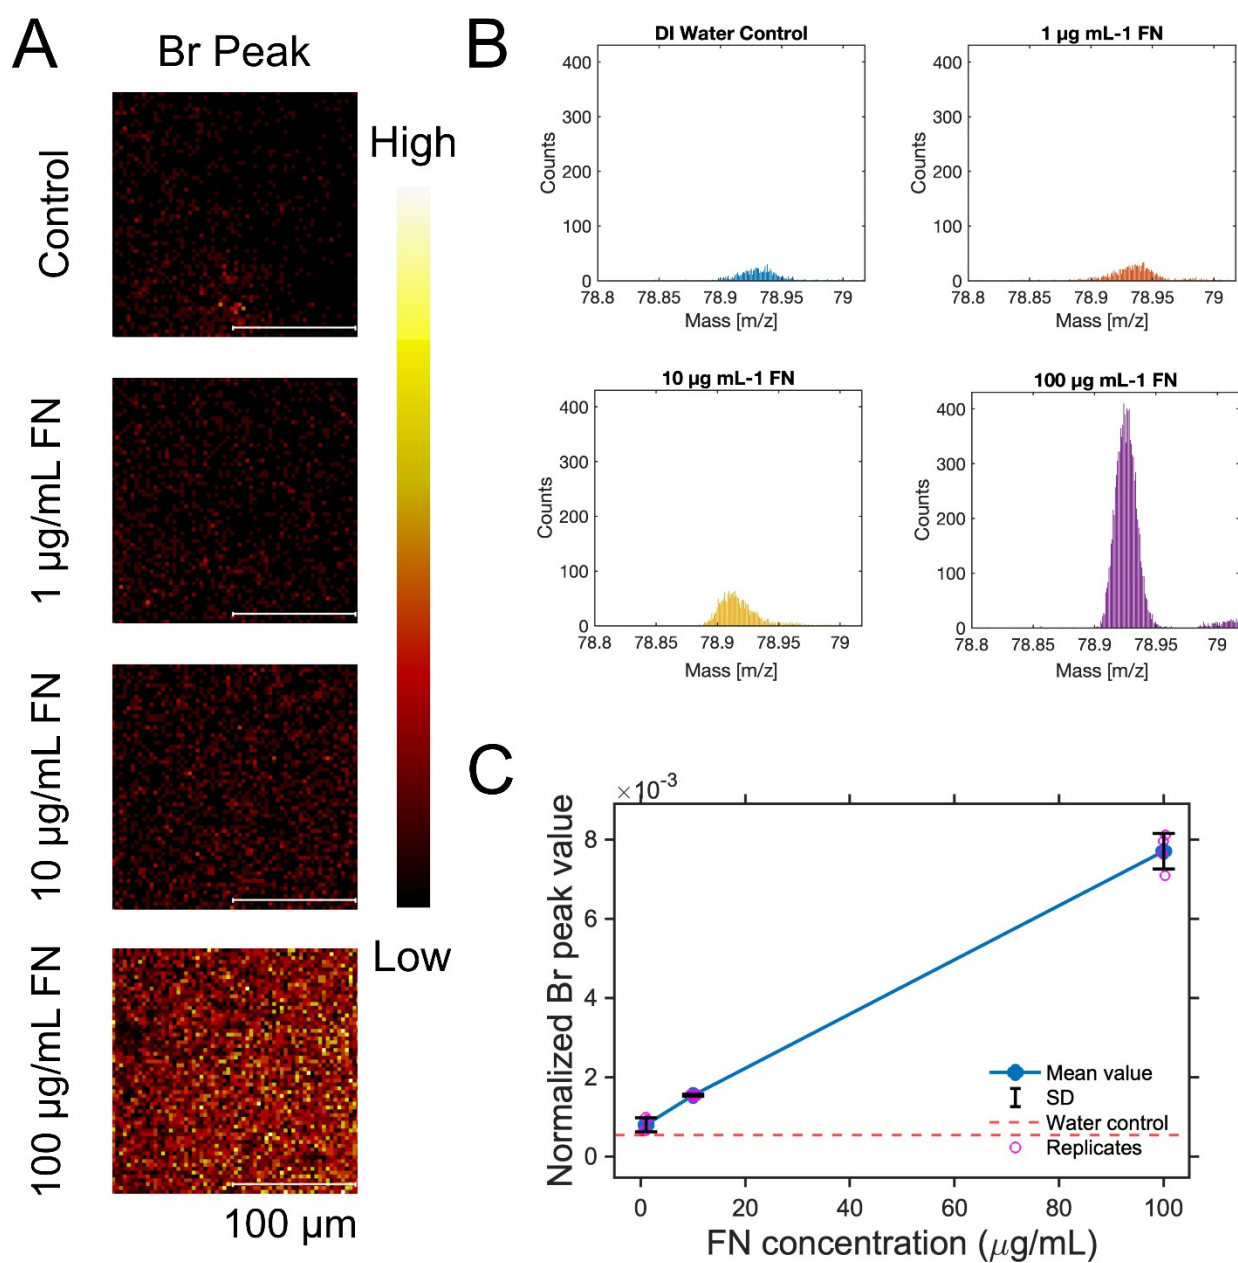 A
Br Peak
Control
1 µg/mL FN
10 µg/mL FN
100 µg/mL FN
High
Low
100 µm
B
DI Water Control
400
300
200
100
0
Counts
78.8 78.85 78.9 78.95 79
Mass [m/z]
1 µg mL-1 FN
400
300
200
100
0
Counts
78.8 78.85 78.9 78.95 79
Mass [m/z]
10 µg mL-1 FN
400
300
200
100
0
Counts
78.8 78.85 78.9 78.95 79
Mass [m/z]
100 µg mL-1 FN
400
300
200
100
0
Counts
78.8 78.85 78.9 78.95 79
Mass [m/z]
C
×10-3
Normalized Br peak value
8
6
4
2
0
Mean value
SD
Water control
Replicates
0 20 40 60 80 100
FN concentration (µg/mL)